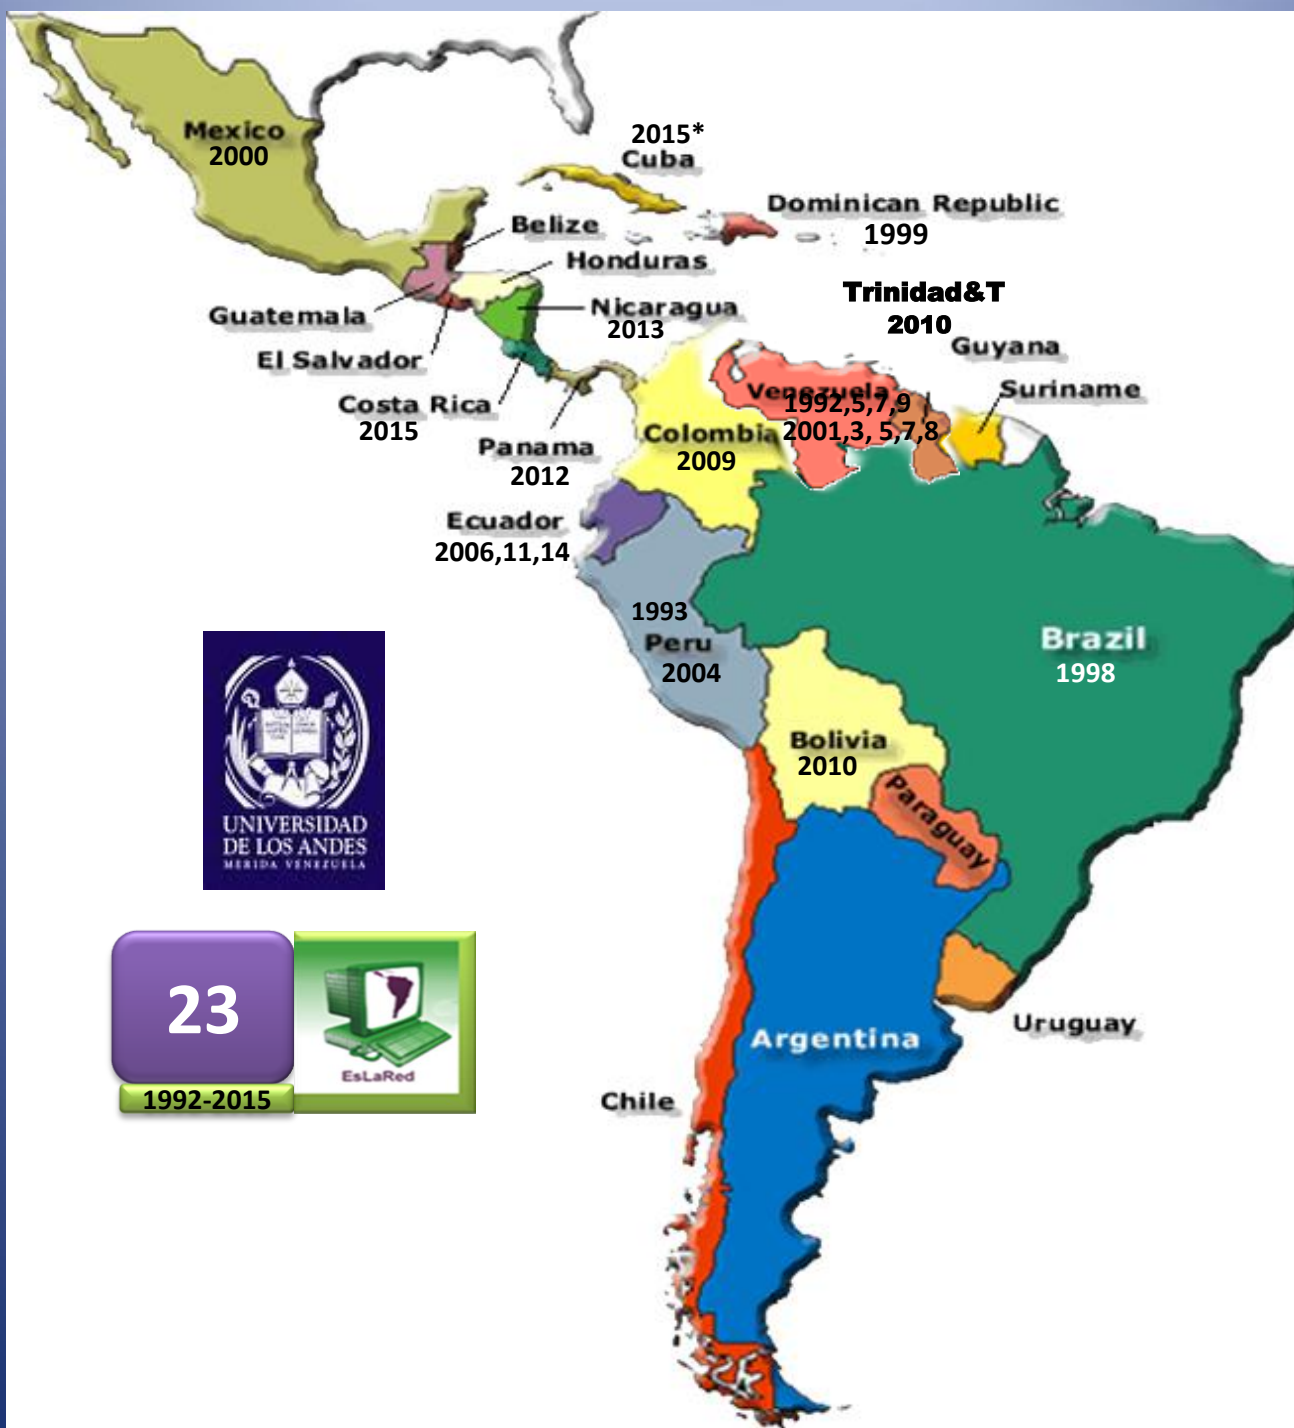 Mexico
2000
2015*
Cuba
Dominican Republic
1999
Belize
Honduras
Guatemala
Nicaragua
2013
El Salvador
Costa Rica
2015
Panama
2012
Trinidad&T
2010
Guyana
Suriname
Venezuela
1992,5,7,9
2001,3, 5,7,8
Colombia
2009
Ecuador
2006,11,14
1993
Peru
2004
Brazil
1998
Bolivia
2010
Paraguay
UNIVERSIDAD
DE LOS ANDES
MERIDA VENEZUELA
23
EsLaRed
1992-2015
Argentina
Uruguay
Chile